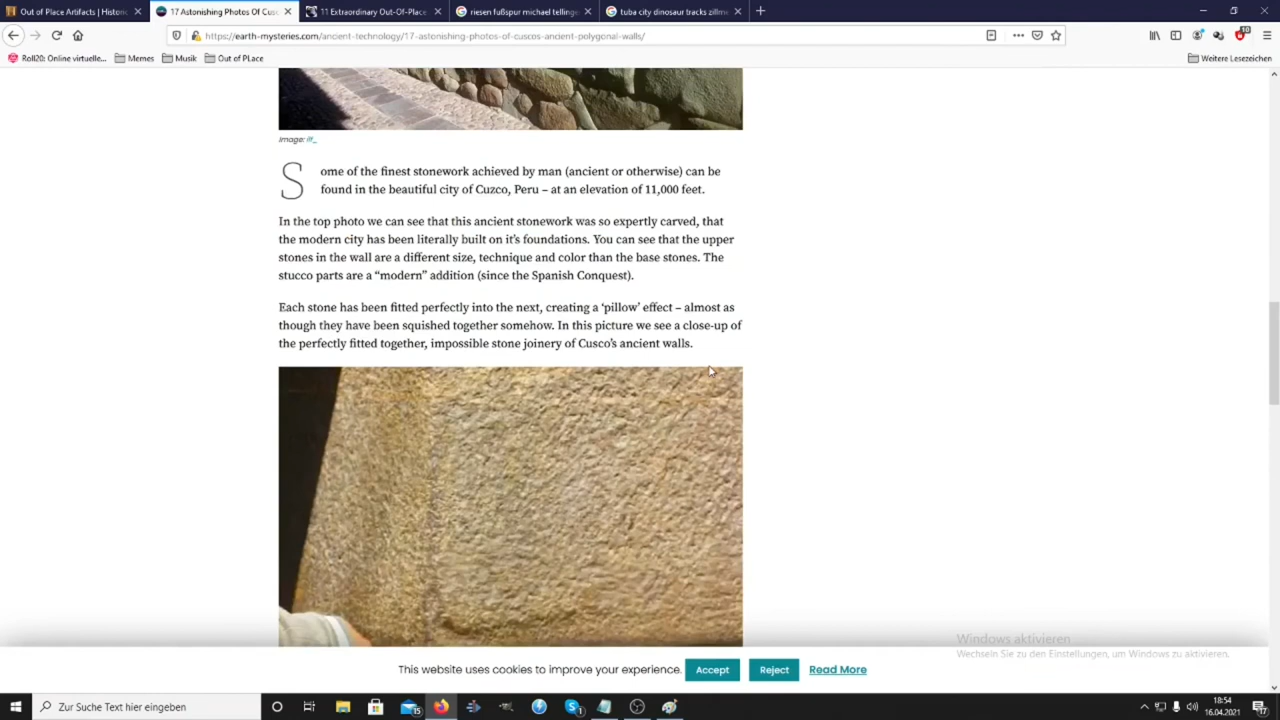 Out of Place Artifacts | Histori
17 Astonishing Photos Of Cusc
11 Extraordinary Out-Of-Place
riesen fußspur michael tellinge
tuba city dinosaur tracks zillme
https://earth-mysteries.com/ancient-technology/17-astonishing-photos-of-cuscos-ancient-polygonal-walls/
10
Roll20: Online virtuelle...
Memes
Musik
Out of PLace
Weitere Lesezeichen
Image: ilf_
Some of the finest stonework achieved by man (ancient or otherwise) can be
found in the beautiful city of Cuzco, Peru – at an elevation of 11,000 feet.
In the top photo we can see that this ancient stonework was so expertly carved, that
the modern city has been literally built on it's foundations. You can see that the upper
stones in the wall are a different size, technique and color than the base stones. The
stucco parts are a “modern” addition (since the Spanish Conquest).
Each stone has been fitted perfectly into the next, creating a ‘pillow’ effect – almost as
though they have been squished together somehow. In this picture we see a close-up of
the perfectly fitted together, impossible stone joinery of Cusco's ancient walls.
Windows aktivieren
Wechseln Sie zu den Einstellungen, um Windows zu aktivieren.
This website uses cookies to improve your experience. Accept Reject Read More
Zur Suche Text hier eingeben
15
1
18:54
16.04.2021
17